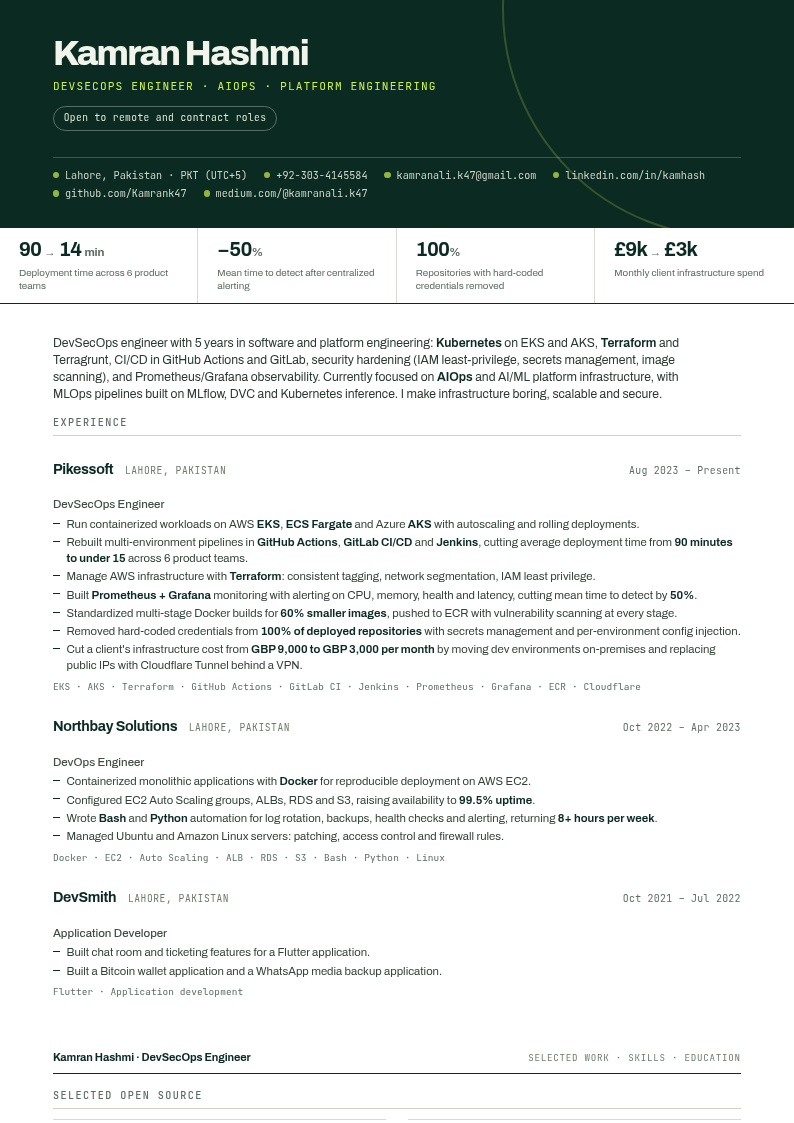 Kamran Hashmi
DEVSECOPS ENGINEER · AIOPS · PLATFORM ENGINEERING
Open to remote and contract roles
Lahore, Pakistan · PKT (UTC+5) +92-303-4145584 kamranali.k47@gmail.com linkedin.com/in/kamhash
github.com/Kamrank47 medium.com/@kamranali.k47
90 → 14 min
Deployment time across 6 product
teams
−50%
Mean time to detect after centralized
alerting
100%
Repositories with hard-coded
credentials removed
£9k → £3k
Monthly client infrastructure spend
DevSecOps engineer with 5 years in software and platform engineering: Kubernetes on EKS and AKS, Terraform and
Terragrunt, CI/CD in GitHub Actions and GitLab, security hardening (IAM least-privilege, secrets management, image
scanning), and Prometheus/Grafana observability. Currently focused on AIOps and AI/ML platform infrastructure, with
MLOps pipelines built on MLflow, DVC and Kubernetes inference. I make infrastructure boring, scalable and secure.
EXPERIENCE
Pikessoft LAHORE, PAKISTAN Aug 2023 – Present
DevSecOps Engineer
– Run containerized workloads on AWS EKS, ECS Fargate and Azure AKS with autoscaling and rolling deployments.
– Rebuilt multi-environment pipelines in GitHub Actions, GitLab CI/CD and Jenkins, cutting average deployment time from 90 minutes
to under 15 across 6 product teams.
– Manage AWS infrastructure with Terraform: consistent tagging, network segmentation, IAM least privilege.
– Built Prometheus + Grafana monitoring with alerting on CPU, memory, health and latency, cutting mean time to detect by 50%.
– Standardized multi-stage Docker builds for 60% smaller images, pushed to ECR with vulnerability scanning at every stage.
– Removed hard-coded credentials from 100% of deployed repositories with secrets management and per-environment config injection.
– Cut a client's infrastructure cost from GBP 9,000 to GBP 3,000 per month by moving dev environments on-premises and replacing
public IPs with Cloudflare Tunnel behind a VPN.
EKS · AKS · Terraform · GitHub Actions · GitLab CI · Jenkins · Prometheus · Grafana · ECR · Cloudflare
Northbay Solutions LAHORE, PAKISTAN Oct 2022 – Apr 2023
DevOps Engineer
– Containerized monolithic applications with Docker for reproducible deployment on AWS EC2.
– Configured EC2 Auto Scaling groups, ALBs, RDS and S3, raising availability to 99.5% uptime.
– Wrote Bash and Python automation for log rotation, backups, health checks and alerting, returning 8+ hours per week.
– Managed Ubuntu and Amazon Linux servers: patching, access control and firewall rules.
Docker · EC2 · Auto Scaling · ALB · RDS · S3 · Bash · Python · Linux
DevSmith LAHORE, PAKISTAN Oct 2021 – Jul 2022
Application Developer
– Built chat room and ticketing features for a Flutter application.
– Built a Bitcoin wallet application and a WhatsApp media backup application.
Flutter · Application development
Kamran Hashmi · DevSecOps Engineer SELECTED WORK · SKILLS · EDUCATION
SELECTED OPEN SOURCE